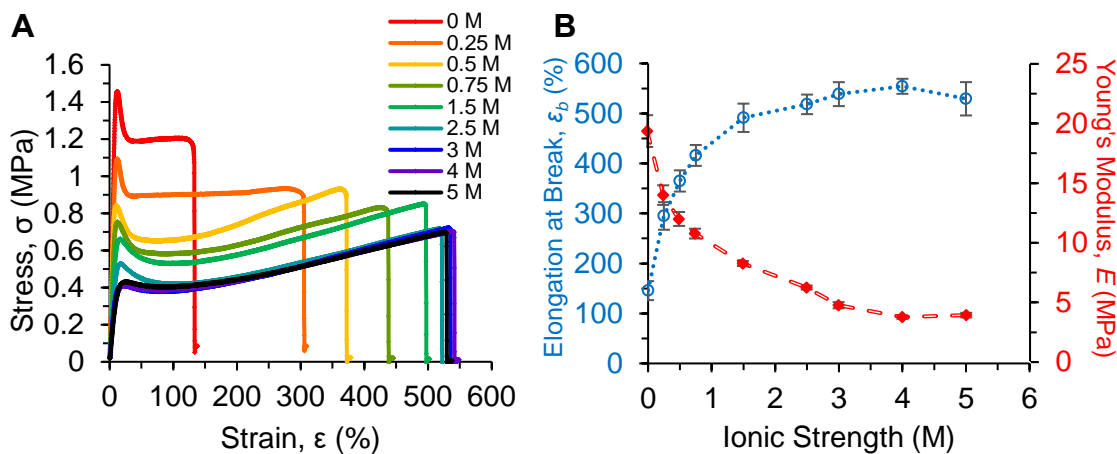 A
0 M
0.25 M
0.5 M
0.75 M
1.5 M
2.5 M
3 M
4 M
5 M
Stress, σ (MPa)
1.6
1.4
1.2
1
0.8
0.6
0.4
0.2
0
0 100 200 300 400 500 600
Strain, ε (%)
B
Elongation at Break, ε_b (%)
600
500
400
300
200
100
0
0 1 2 3 4 5 6
Ionic Strength (M)
25
20
15
10
5
0
Young's Modulus, E (MPa)